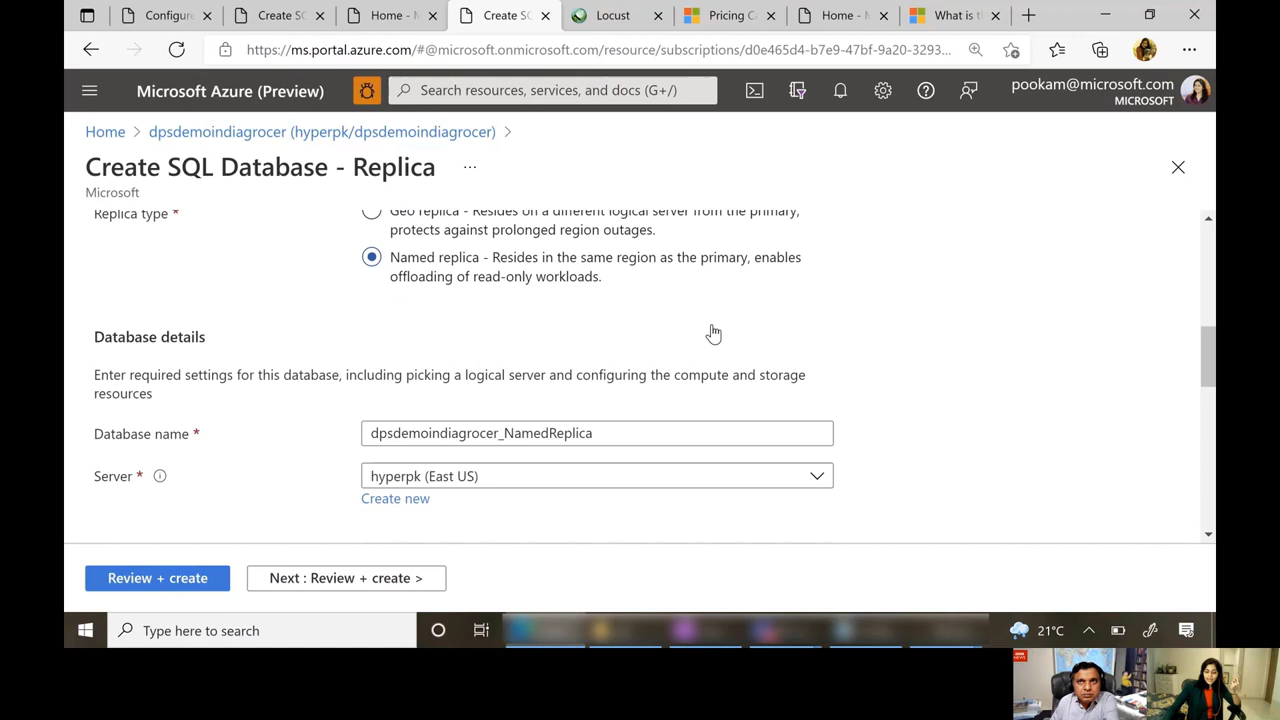 Configure
Create SC
Home - M
Create SC
Locust
Pricing C
Home - M
What is th
https://ms.portal.azure.com/#@microsoft.onmicrosoft.com/resource/subscriptions/d0e465d4-b7e9-47bf-9a20-3293...
Microsoft Azure (Preview)
Search resources, services, and docs (G+/)
pookam@microsoft.com
MICROSOFT
Home > dpsdemoindiagrocer (hyperpk/dpsdemoindiagrocer) >
Create SQL Database - Replica ...
Microsoft
Replica type *
Geo replica - Resides on a different logical server from the primary,
protects against prolonged region outages.
Named replica - Resides in the same region as the primary, enables
offloading of read-only workloads.
Database details
Enter required settings for this database, including picking a logical server and configuring the compute and storage
resources
Database name *
dpsdemoindiagrocer_NamedReplica
Server *
hyperpk (East US)
Create new
Review + create
Next : Review + create >
Type here to search
21°C